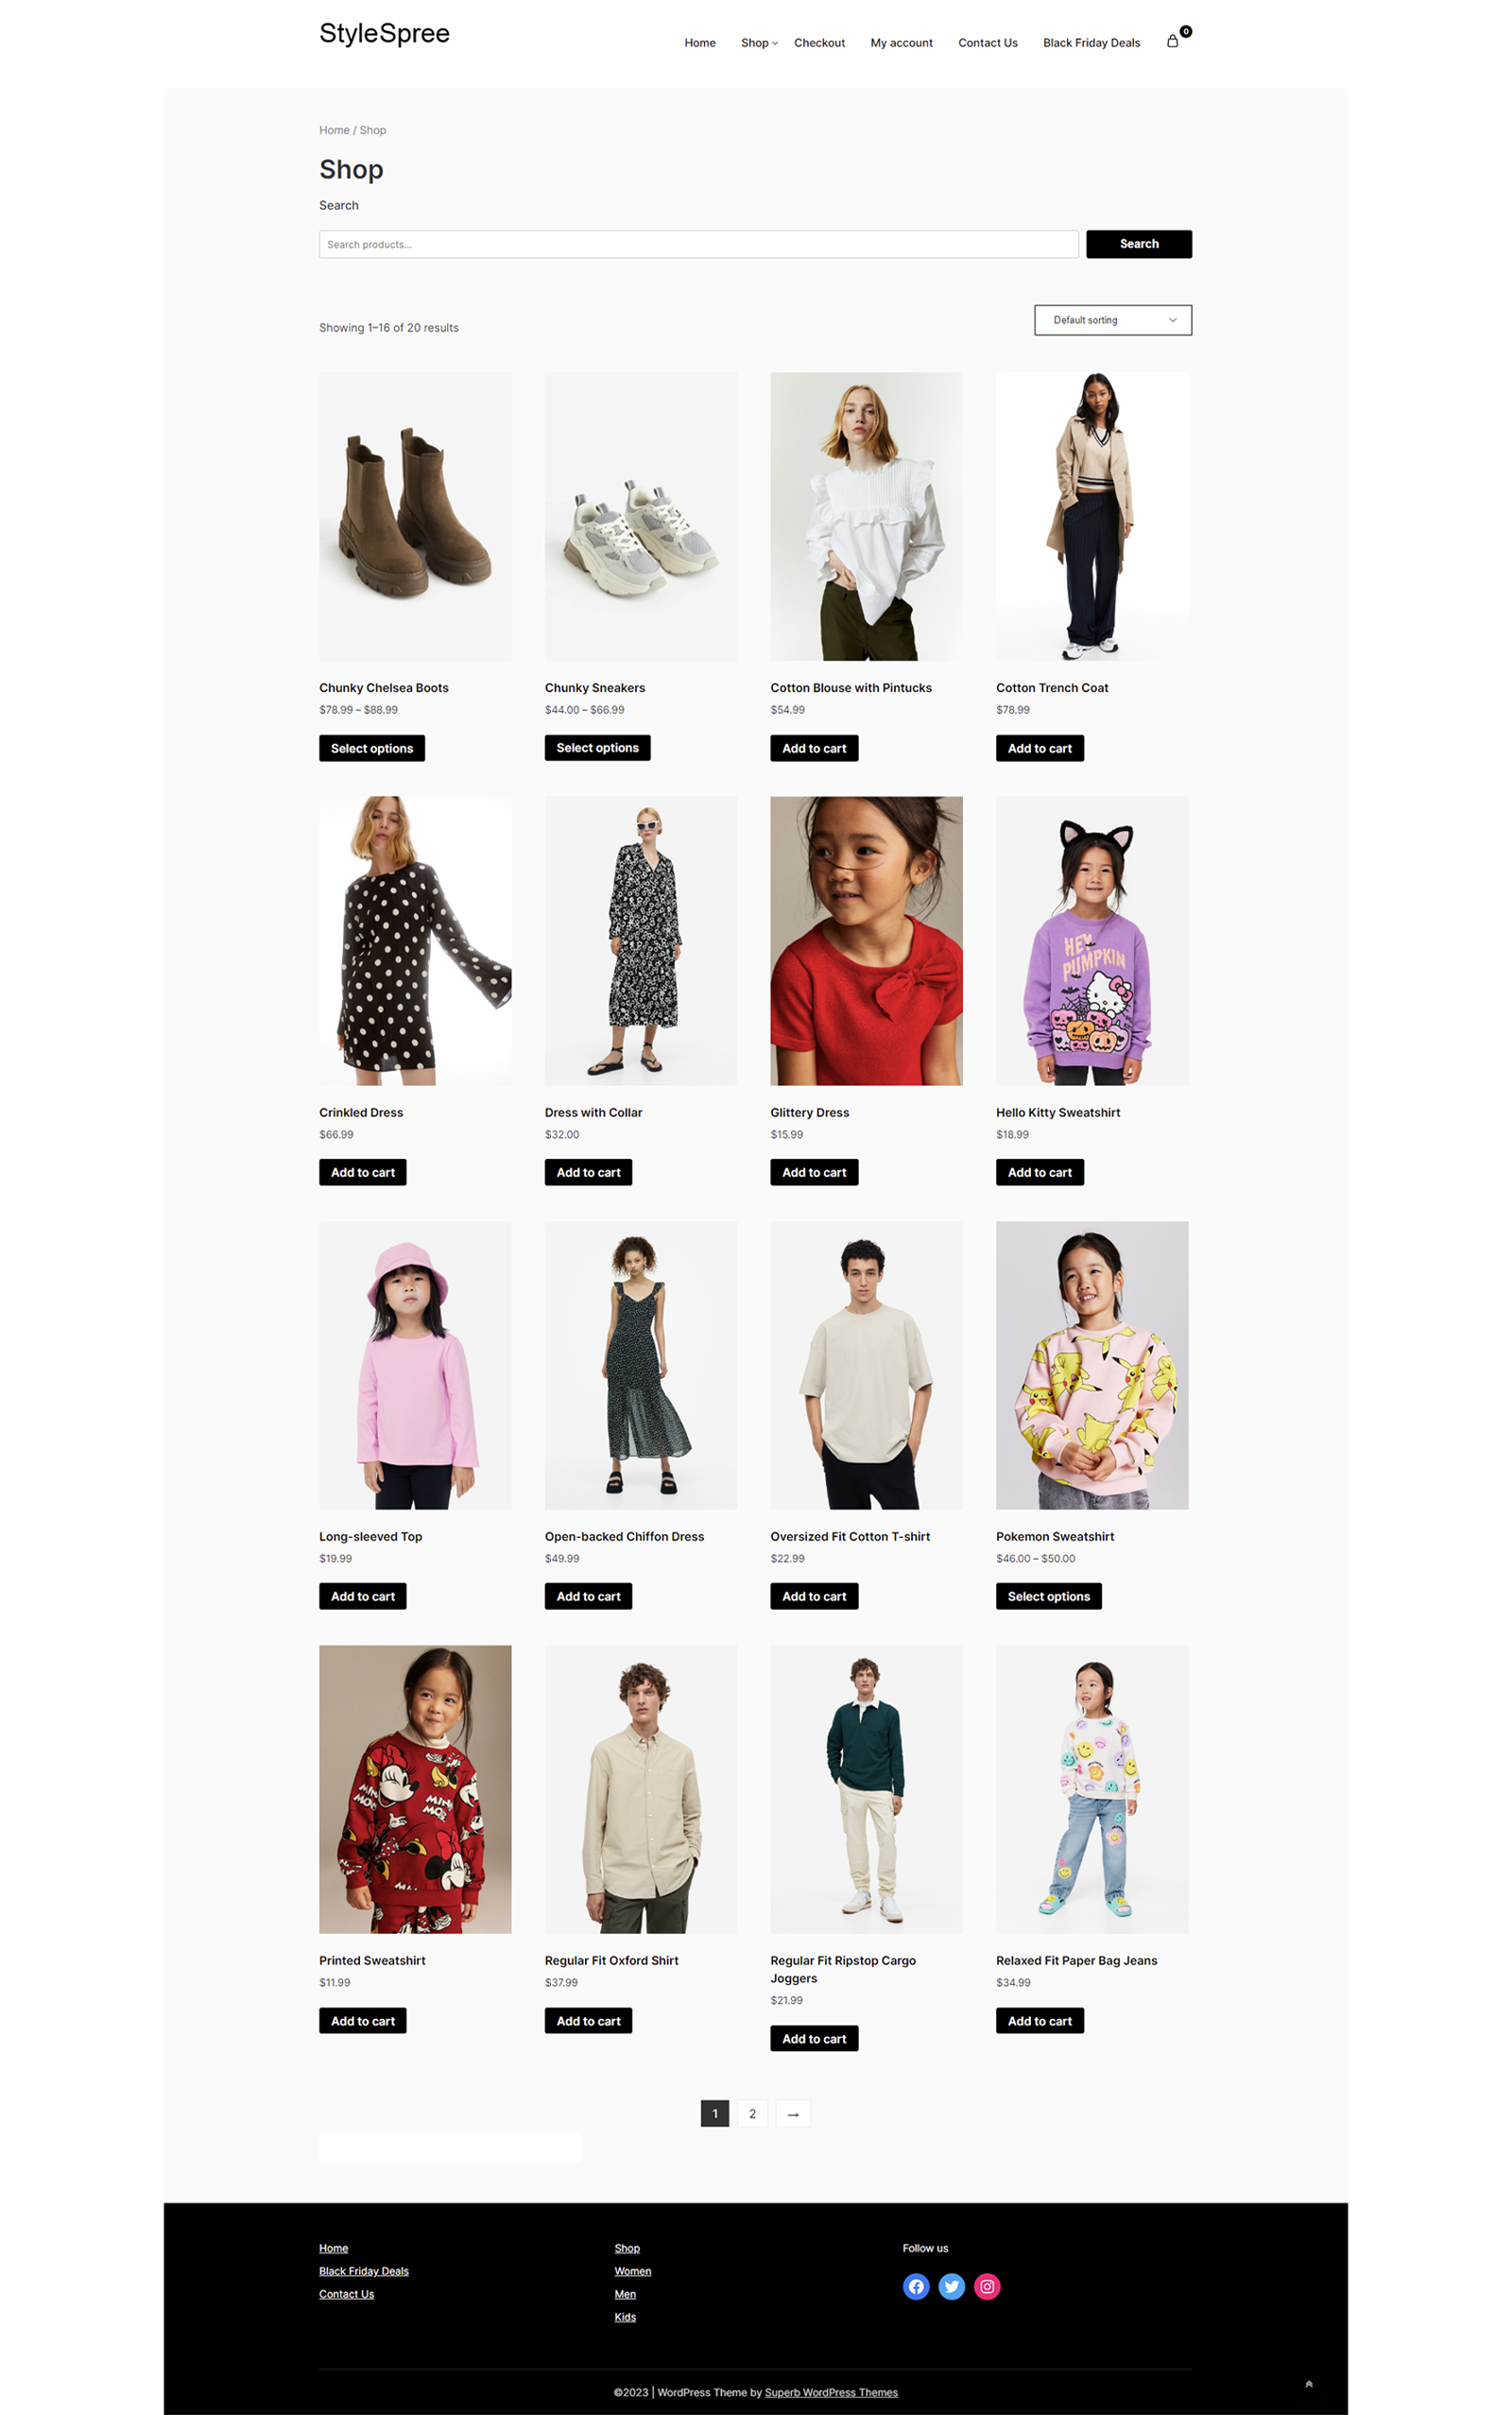 StyleSpree
Home Shop Checkout My account Contact Us Black Friday Deals 0
Home / Shop
Shop
Search
Search products...
Search
Showing 1–16 of 20 results
Default sorting
Chunky Chelsea Boots
$78.99 – $88.99
Select options
Chunky Sneakers
$44.00 – $66.99
Select options
Cotton Blouse with Pintucks
$54.99
Add to cart
Cotton Trench Coat
$78.99
Add to cart
HEY
PUMPKIN
Crinkled Dress
$66.99
Add to cart
Dress with Collar
$32.00
Add to cart
Glittery Dress
$15.99
Add to cart
Hello Kitty Sweatshirt
$18.99
Add to cart
Long-sleeved Top
$19.99
Add to cart
Open-backed Chiffon Dress
$49.99
Add to cart
Oversized Fit Cotton T-shirt
$22.99
Add to cart
Pokemon Sweatshirt
$46.00 – $50.00
Select options
Printed Sweatshirt
$11.99
Add to cart
Regular Fit Oxford Shirt
$37.99
Add to cart
Regular Fit Ripstop Cargo
Joggers
$21.99
Add to cart
Relaxed Fit Paper Bag Jeans
$34.99
Add to cart
1 2 →
Home
Black Friday Deals
Contact Us
Shop
Women
Men
Kids
Follow us
©2023 | WordPress Theme by Superb WordPress Themes